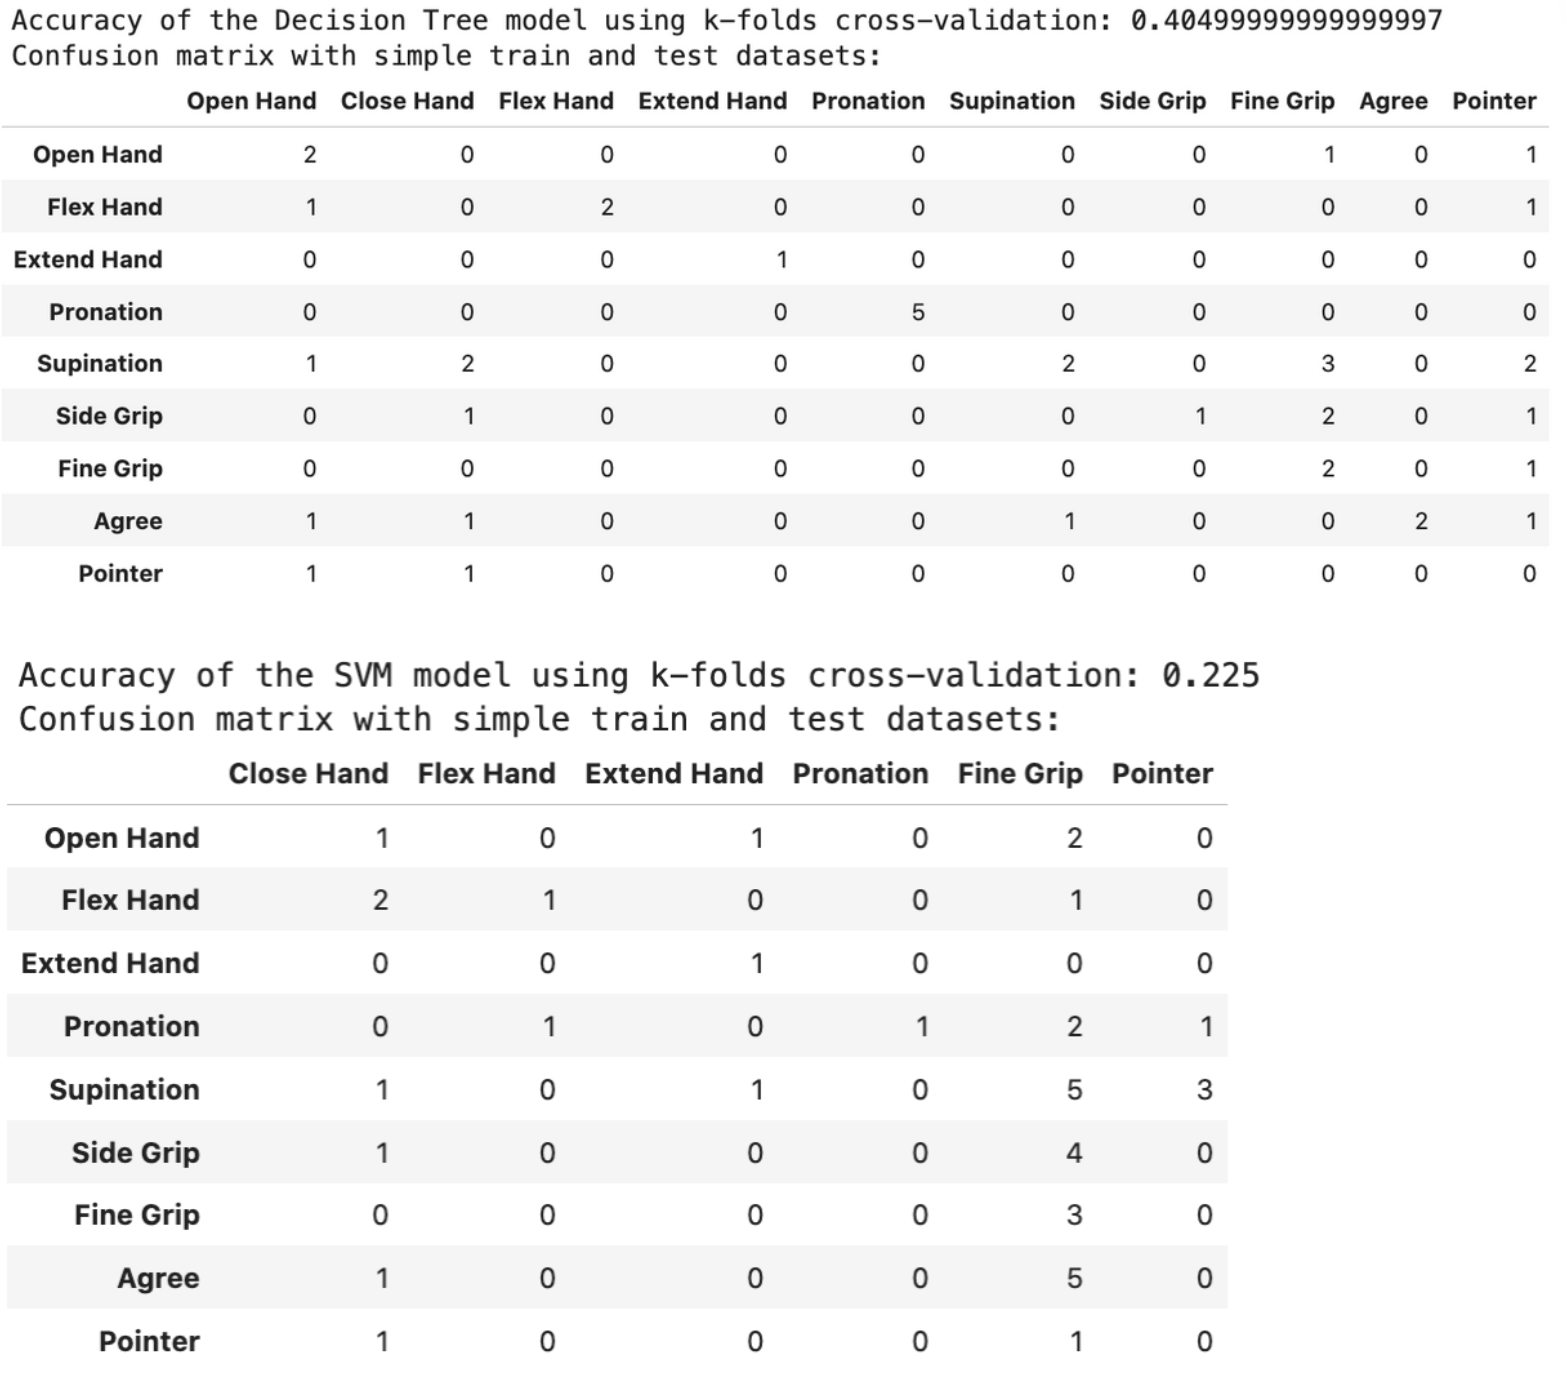 Accuracy of the Decision Tree model using k-folds cross-validation: 0.40499999999999997
Confusion matrix with simple train and test datasets:
Open Hand Close Hand Flex Hand Extend Hand Pronation Supination Side Grip Fine Grip Agree Pointer
Open Hand 2 0 0 0 0 0 0 1 0 1
Flex Hand 1 0 2 0 0 0 0 0 0 1
Extend Hand 0 0 0 1 0 0 0 0 0 0
Pronation 0 0 0 0 5 0 0 0 0 0
Supination 1 2 0 0 0 2 0 3 0 2
Side Grip 0 1 0 0 0 0 1 2 0 1
Fine Grip 0 0 0 0 0 0 0 2 0 1
Agree 1 1 0 0 0 1 0 0 2 1
Pointer 1 1 0 0 0 0 0 0 0 0
Accuracy of the SVM model using k-folds cross-validation: 0.225
Confusion matrix with simple train and test datasets:
Close Hand Flex Hand Extend Hand Pronation Fine Grip Pointer
Open Hand 1 0 1 0 2 0
Flex Hand 2 1 0 0 1 0
Extend Hand 0 0 1 0 0 0
Pronation 0 1 0 1 2 1
Supination 1 0 1 0 5 3
Side Grip 1 0 0 0 4 0
Fine Grip 0 0 0 0 3 0
Agree 1 0 0 0 5 0
Pointer 1 0 0 0 1 0